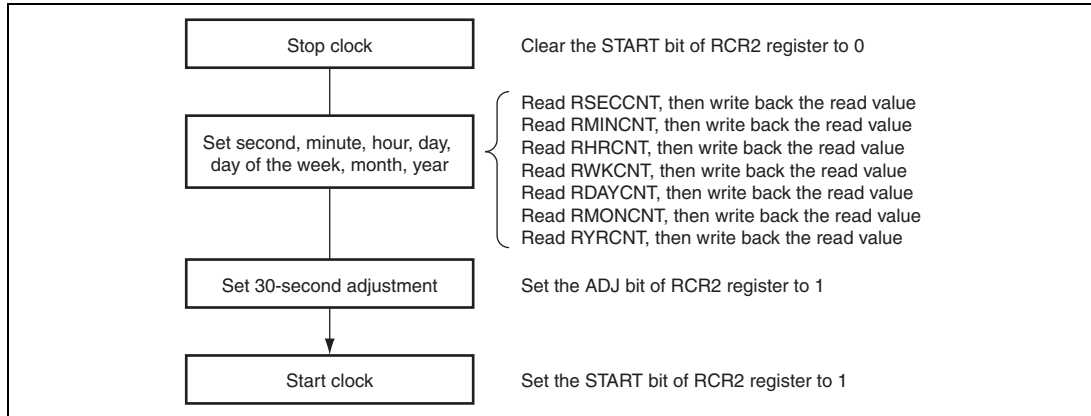 Stop clock
Clear the START bit of RCR2 register to 0
Set second, minute, hour, day,
day of the week, month, year
Read RSECCNT, then write back the read value
Read RMINCNT, then write back the read value
Read RHRCNT, then write back the read value
Read RWKCNT, then write back the read value
Read RDAYCNT, then write back the read value
Read RMONCNT, then write back the read value
Read RYRCNT, then write back the read value
Set 30-second adjustment
Set the ADJ bit of RCR2 register to 1
Start clock
Set the START bit of RCR2 register to 1